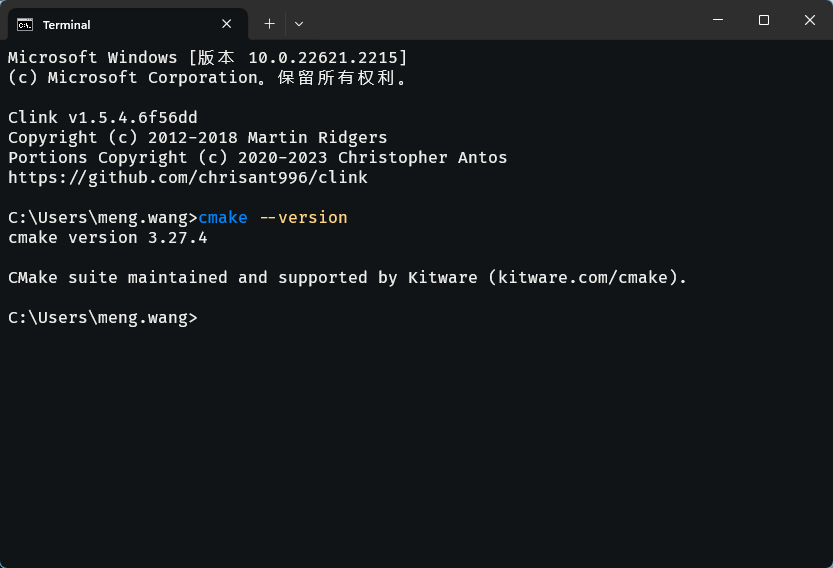 Terminal
Microsoft Windows [版本 10.0.22621.2215]
(c) Microsoft Corporation。保留所有权利。
Clink v1.5.4.6f56dd
Copyright (c) 2012-2018 Martin Ridgers
Portions Copyright (c) 2020-2023 Christopher Antos
https://github.com/chrisant996/clink
C:\Users\meng.wang>cmake --version
cmake version 3.27.4
CMake suite maintained and supported by Kitware (kitware.com/cmake).
C:\Users\meng.wang>